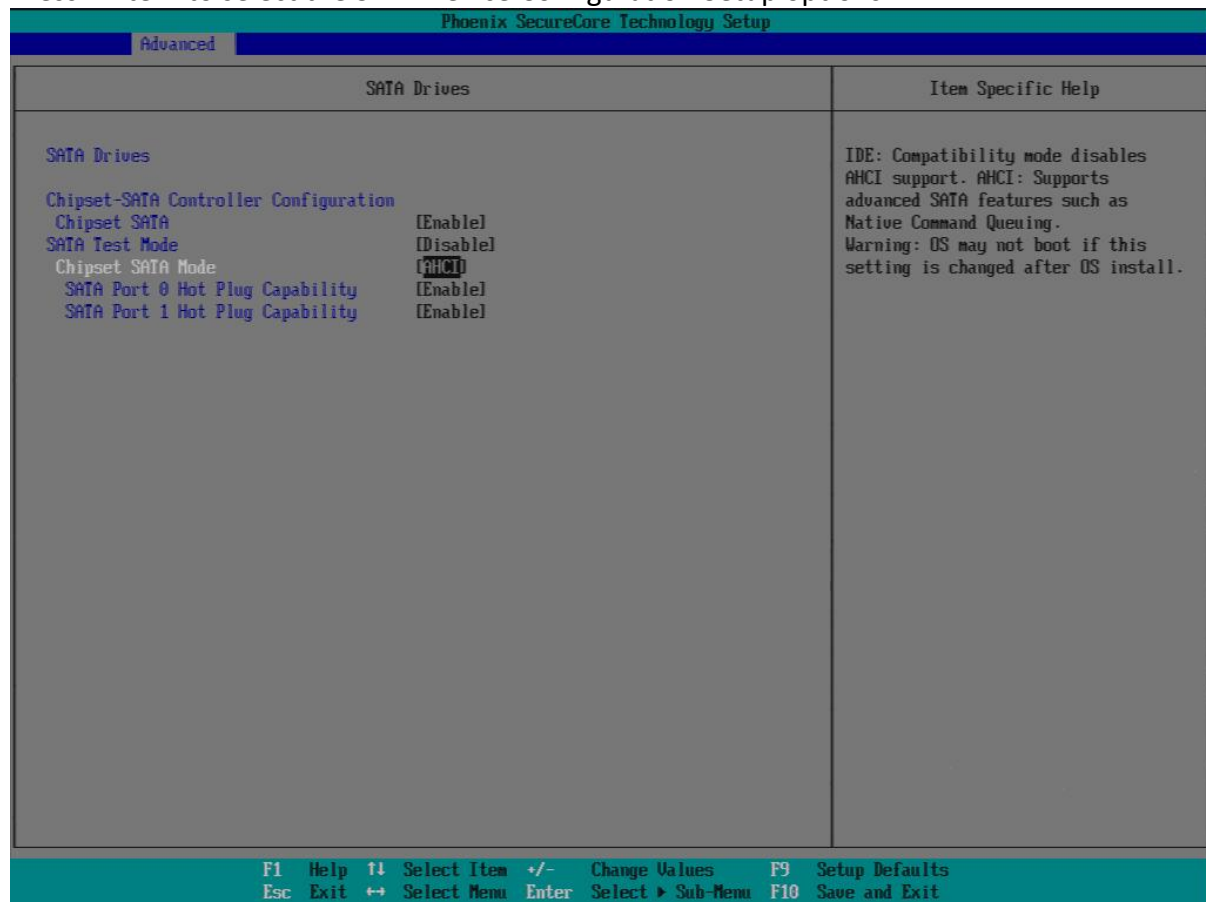 Phoenix SecureCore Technology Setup
Advanced
SATA Drives
Item Specific Help
SATA Drives
Chipset-SATA Controller Configuration
Chipset SATA [Enable]
SATA Test Mode [Disable]
Chipset SATA Mode [AHCI]
SATA Port 0 Hot Plug Capability [Enable]
SATA Port 1 Hot Plug Capability [Enable]
IDE: Compatibility mode disables
AHCI support. AHCI: Supports
advanced SATA features such as
Native Command Queuing.
Warning: OS may not boot if this
setting is changed after OS install.
F1 Help ↑↓ Select Item +/- Change Values F9 Setup Defaults
Esc Exit ↔ Select Menu Enter Select ▶ Sub-Menu F10 Save and Exit